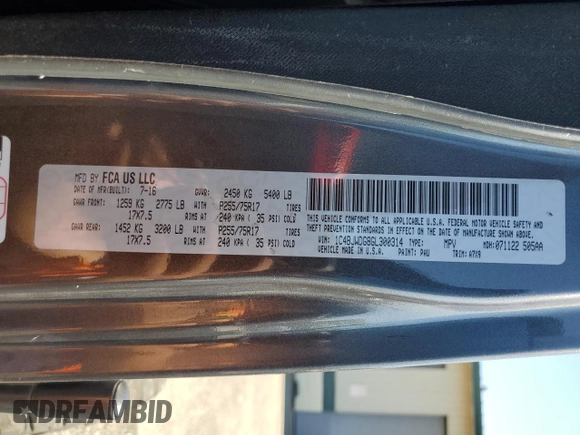 MFD BY FCA US LLC
DATE OF MFR(BUILT): 7-16 GVWR: 2450 KG 5400 LB
GAWR FRONT: 1259 KG 2775 LB WITH P255/75R17 TIRES
17X7.5 RIMS AT 240 KPA ( 35 PSI) COLD
GAWR REAR: 1452 KG 3200 LB WITH P255/75R17 TIRES
17X7.5 RIMS AT 240 KPA ( 35 PSI) COLD
THIS VEHICLE CONFORMS TO ALL APPLICABLE U.S.A. FEDERAL MOTOR VEHICLE SAFETY
AND THEFT PREVENTION STANDARDS IN EFFECT ON THE
DATE OF MANUFACTURE SHOWN ABOVE.
VIN: 1C4BJWDG8GL300314 TYPE: MPV MDH: 071122 505AA
VEHICLE MADE IN U.S.A. PAINT: PAU TRIM: A7X9
DREAMBID